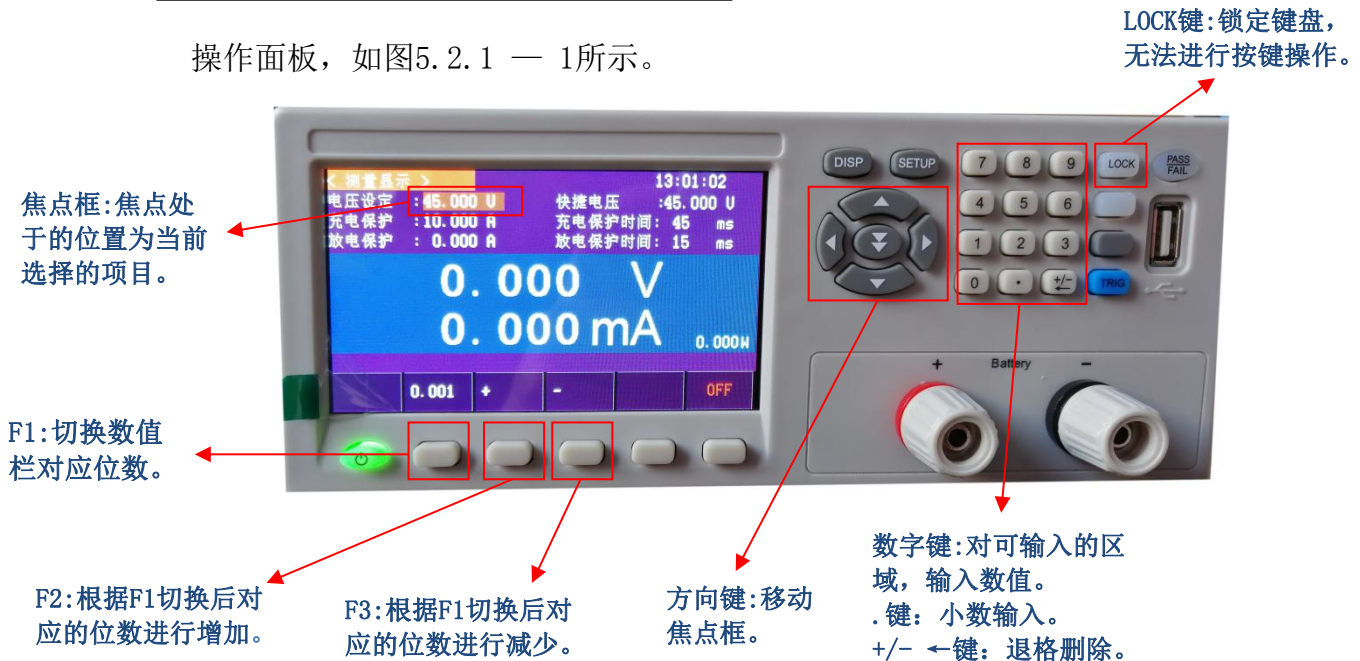 LOCK键:锁定键盘，
无法进行按键操作。
操作面板，如图5.2.1 — 1所示。
焦点框:焦点处
于的位置为当前
选择的项目。
< 测量显示 >
13:01:02
电压设定 :45.000 V
快捷电压 :45.000 V
充电保护 :10.000 A
充电保护时间: 45 ms
放电保护 : 0.000 A
放电保护时间: 15 ms
0.000 V
0.000 mA
0.000W
0.001 + - OFF
DISP SETUP
7 8 9 LOCK PASS
FAIL
4 5 6
1 2 3
0 . +/- ← TRIG
+ Battery -
F1:切换数值
栏对应位数。
F2:根据F1切换后对
应的位数进行增加。
F3:根据F1切换后对
应的位数进行减少。
方向键:移动
焦点框。
数字键:对可输入的区
域，输入数值。
.键：小数输入。
+/- ←键：退格删除。